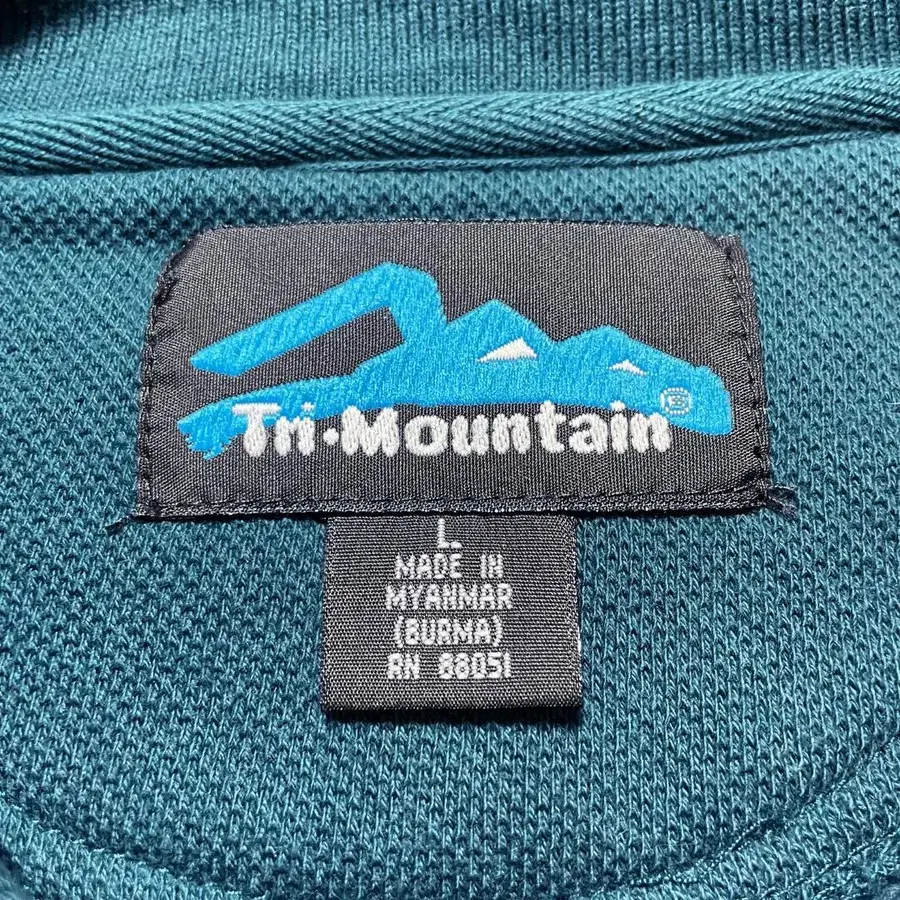 Tri•Mountain®
L
MADE IN
MYANMAR
(BURMA)
RN 88051